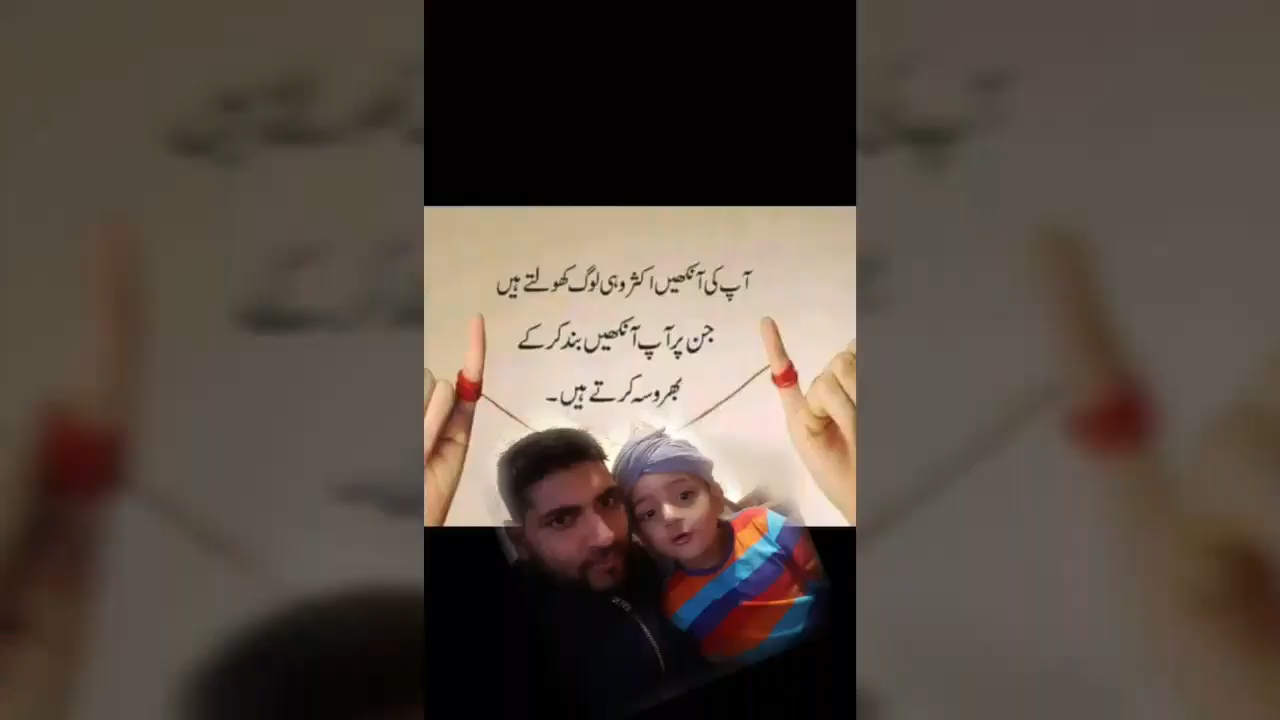 آپ کی آنکھیں اکثر وہی لوگ کھولتے ہیں
جن پر آپ آنکھیں بند کر کے
بھروسہ کرتے ہیں۔